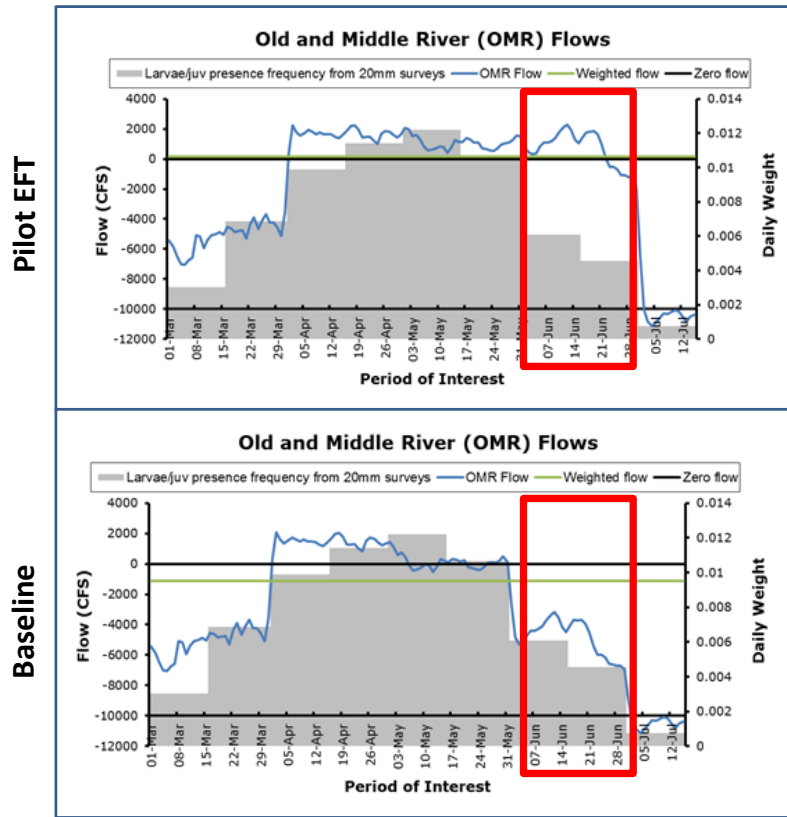 Pilot EFT
Old and Middle River (OMR) Flows
Larvae/juv presence frequency from 20mm surveys OMR Flow Weighted flow Zero flow
Flow (CFS)
4000
2000
0
-2000
-4000
-6000
-8000
-10000
-12000
0.014
0.012
0.01
0.008
0.006
0.004
0.002
0
Daily Weight
01-Mar 08-Mar 15-Mar 22-Mar 29-Mar 05-Apr 12-Apr 19-Apr 26-Apr 03-May 10-May 17-May 24-May 31-May 07-Jun 14-Jun 21-Jun 28-Jun 05-Jul 12-Jul
Period of Interest
Baseline
Old and Middle River (OMR) Flows
Larvae/juv presence frequency from 20mm surveys OMR Flow Weighted flow Zero flow
Flow (CFS)
4000
2000
0
-2000
-4000
-6000
-8000
-10000
-12000
0.014
0.012
0.01
0.008
0.006
0.004
0.002
0
Daily Weight
01-Mar 08-Mar 15-Mar 22-Mar 29-Mar 05-Apr 12-Apr 19-Apr 26-Apr 03-May 10-May 17-May 24-May 31-May 07-Jun 14-Jun 21-Jun 28-Jun 05-Jul 12-Jul
Period of Interest